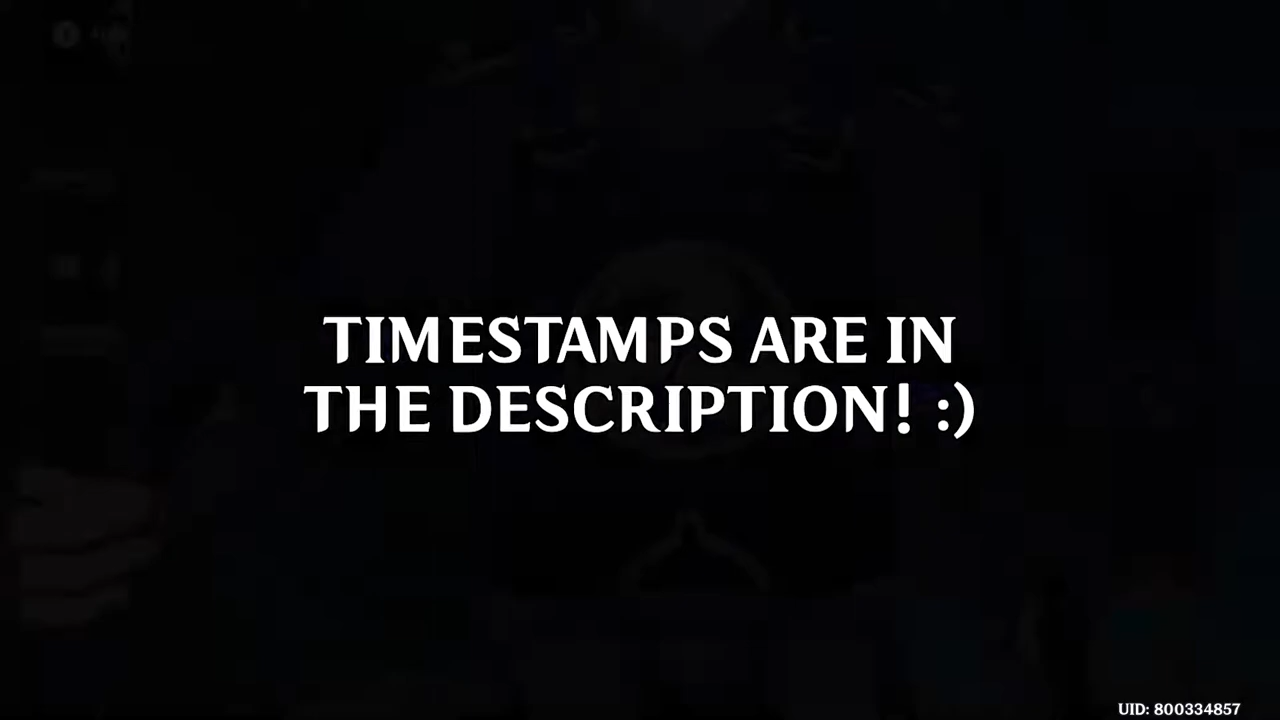 TIMESTAMPS ARE IN
THE DESCRIPTION! :)
UID: 800334857